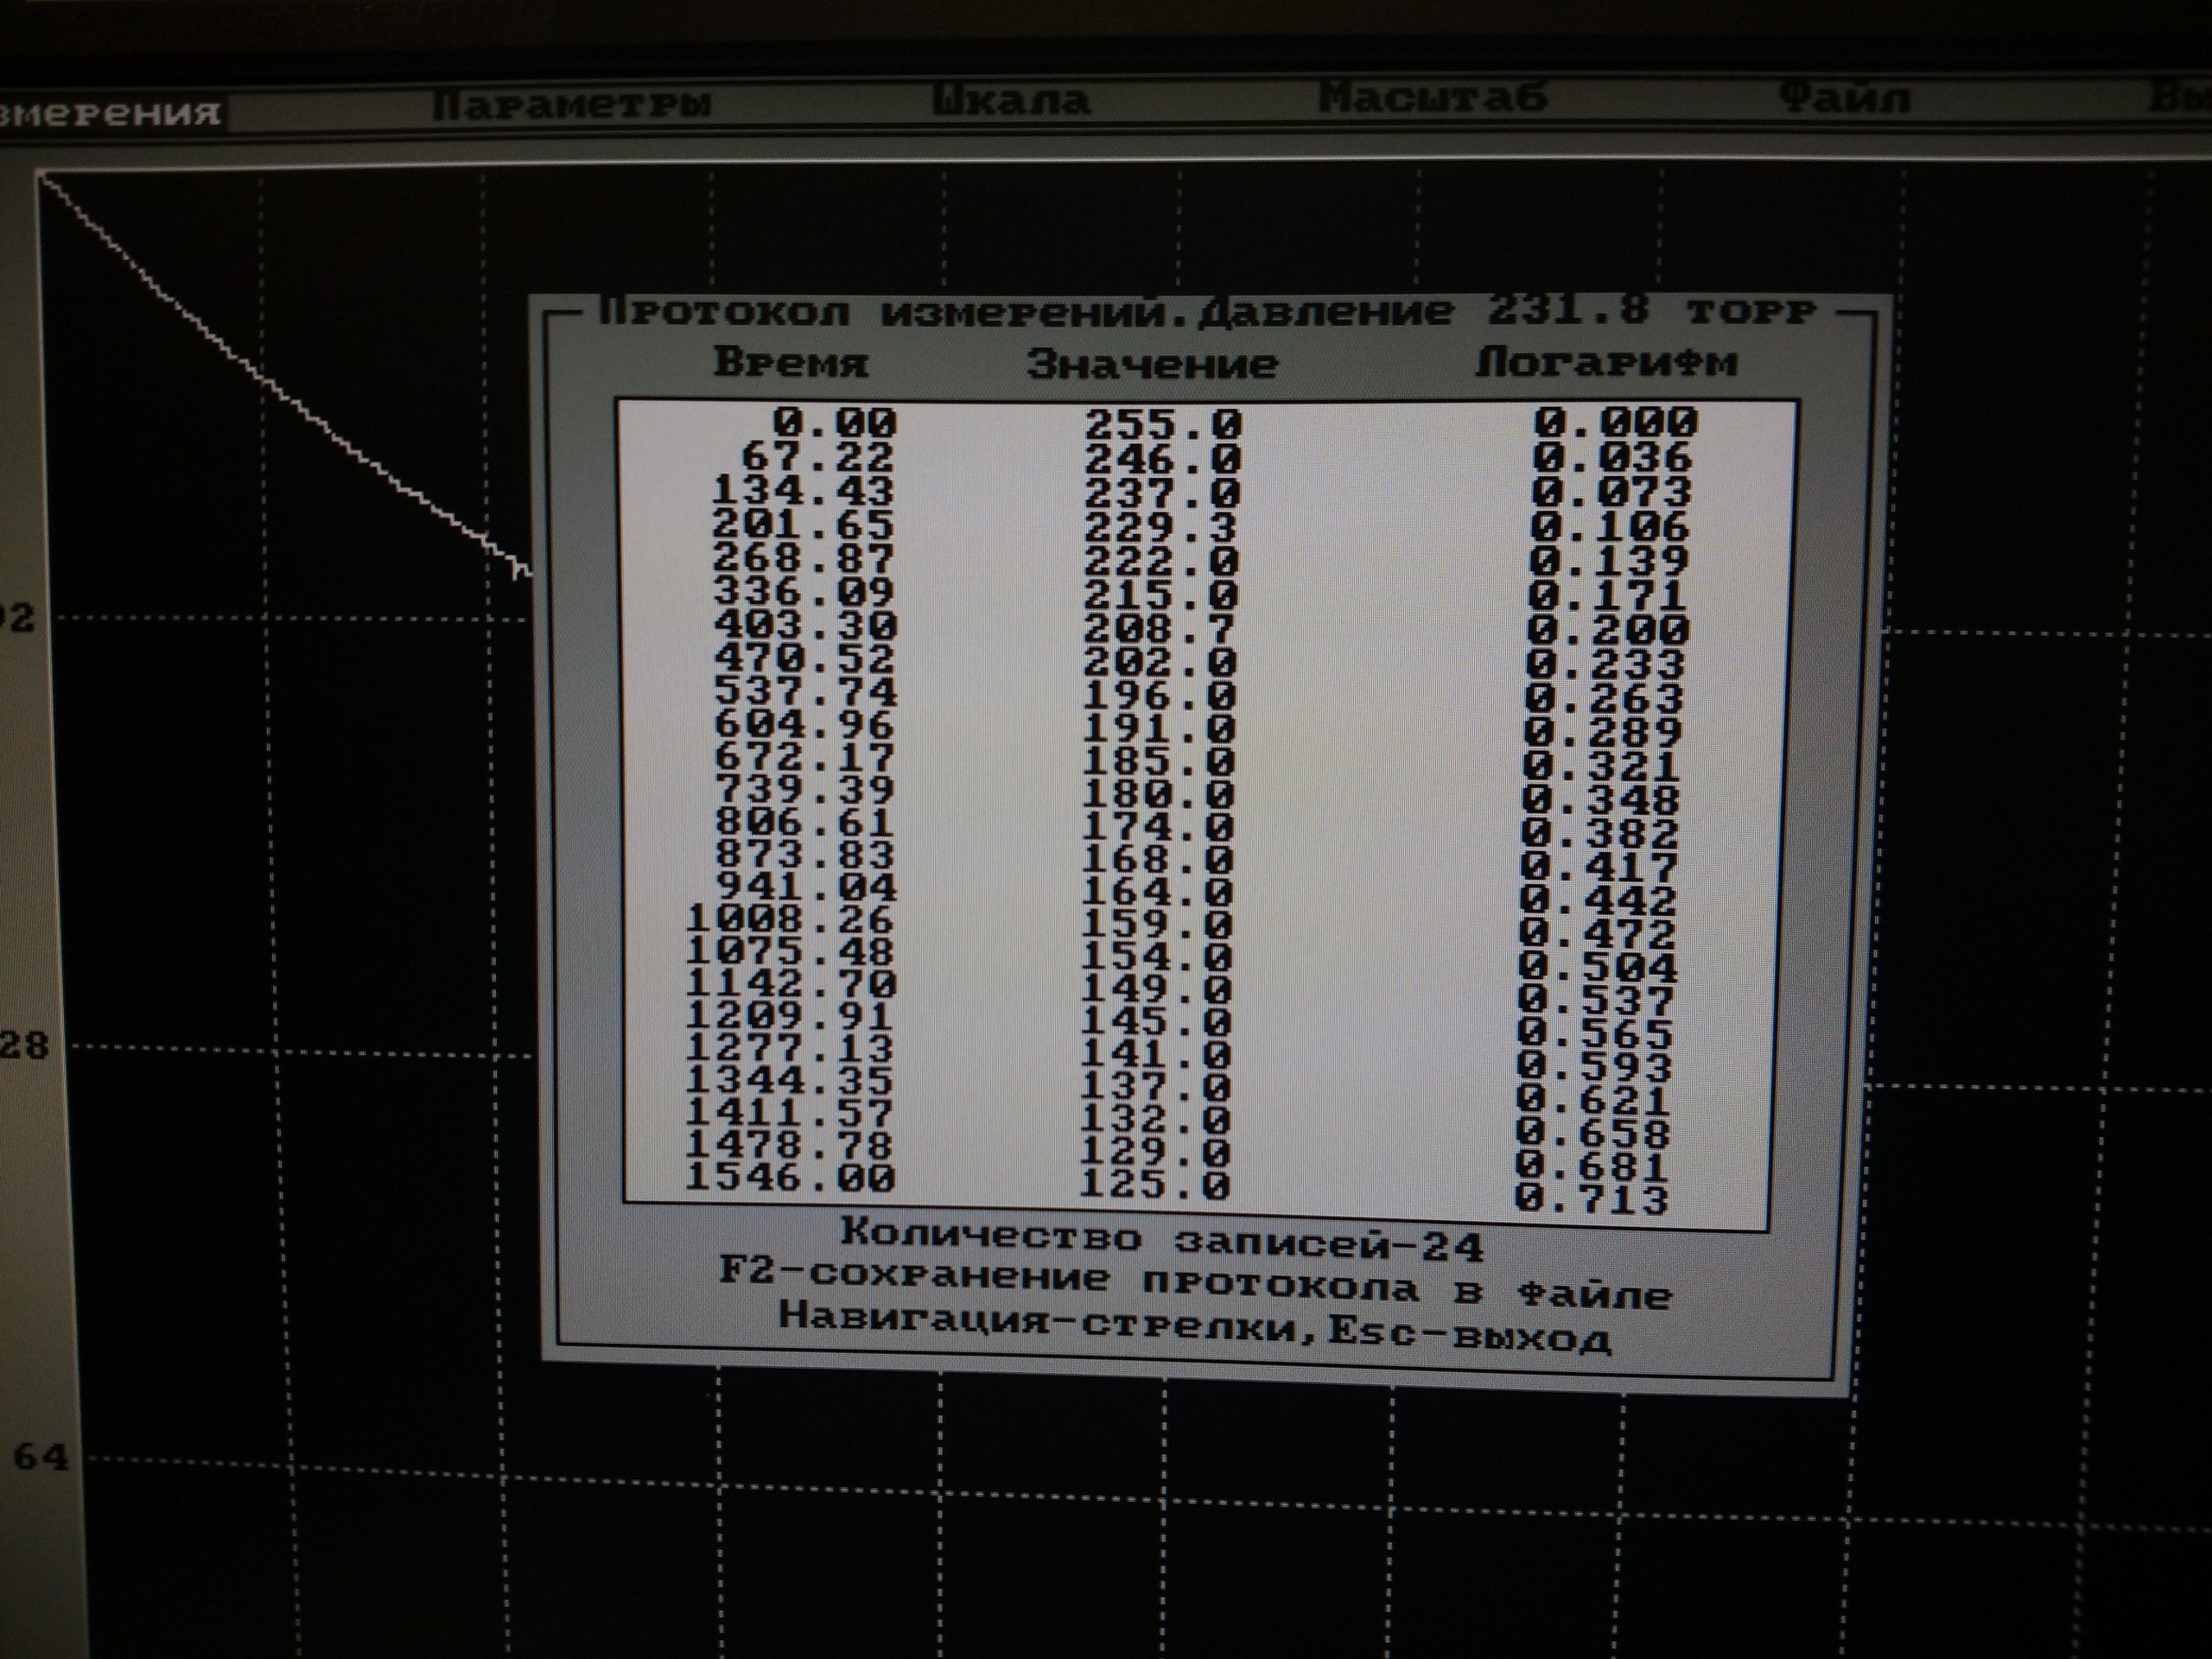 змерения Параметры Шкала Масштаб Файл Вы
Протокол измерений.Давление 231.8 торр
Время Значение Логарифм
0.00 255.0 0.000
67.22 246.0 0.036
134.43 237.0 0.073
201.65 229.3 0.106
268.87 222.0 0.139
336.09 215.0 0.171
403.30 208.7 0.200
470.52 202.0 0.233
537.74 196.0 0.263
604.96 191.0 0.289
672.17 185.0 0.321
739.39 180.0 0.348
806.61 174.0 0.382
873.83 168.0 0.417
941.04 164.0 0.442
1008.26 159.0 0.472
1075.48 154.0 0.504
1142.70 149.0 0.537
1209.91 145.0 0.565
1277.13 141.0 0.593
1344.35 137.0 0.621
1411.57 132.0 0.658
1478.78 129.0 0.681
1546.00 125.0 0.713
Количество записей-24
F2-сохранение протокола в файле
Навигация-стрелки,Esc-выход
92
28
64